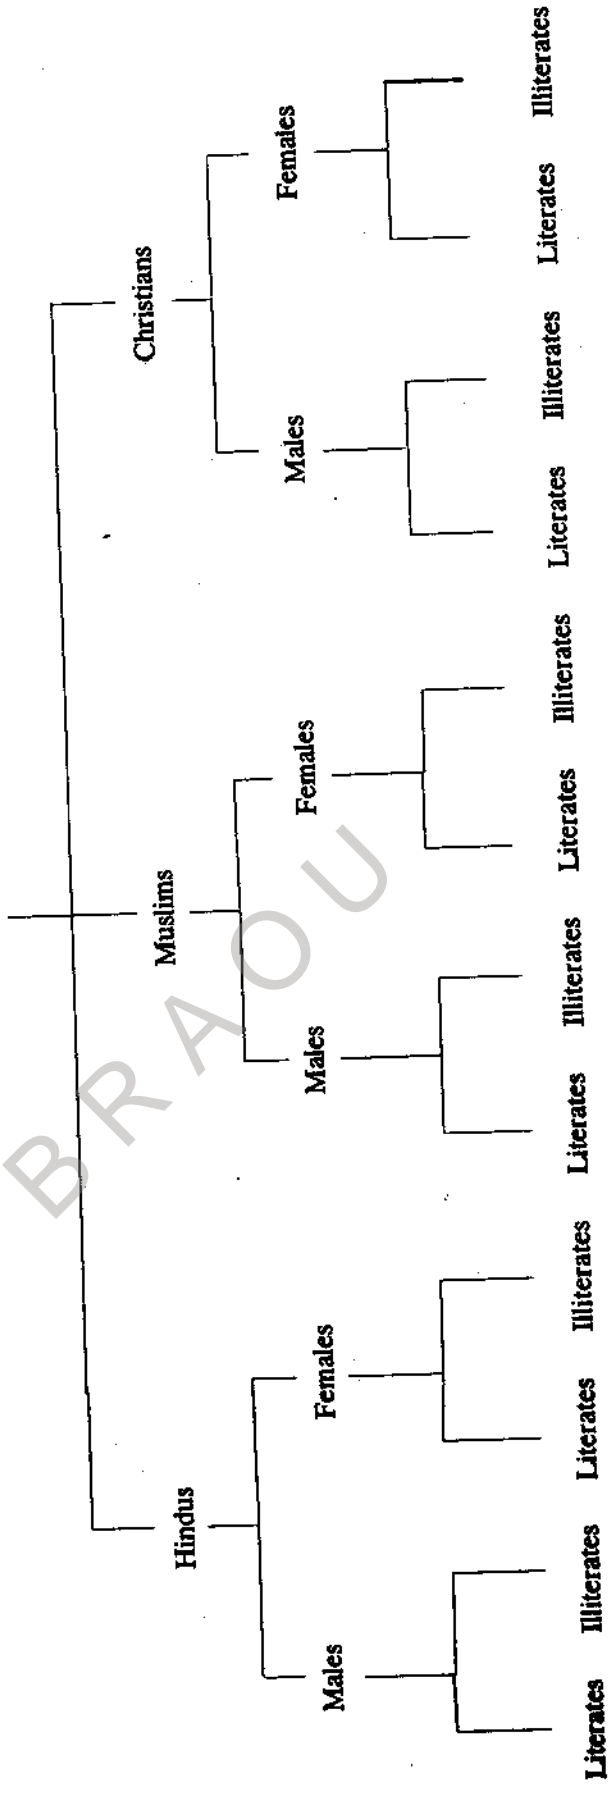 Hindus Muslims Christians
Males Females Males Females Males Females
Literates Illiterates Literates Illiterates Literates Illiterates Literates Illiterates Literates Illiterates Literates Illiterates
BRAOU